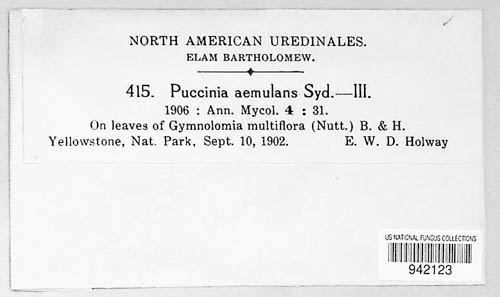 NORTH AMERICAN UREDINALES.
ELAM BARTHOLOMEW.
415. Puccinia aemulans Syd.—III.
1906 : Ann. Mycol. 4 : 31.
On leaves of Gymnolomia multiflora (Nutt.) B. & H.
Yellowstone, Nat. Park, Sept. 10, 1902. E. W. D. Holway
US NATIONAL FUNGUS COLLECTIONS
942123